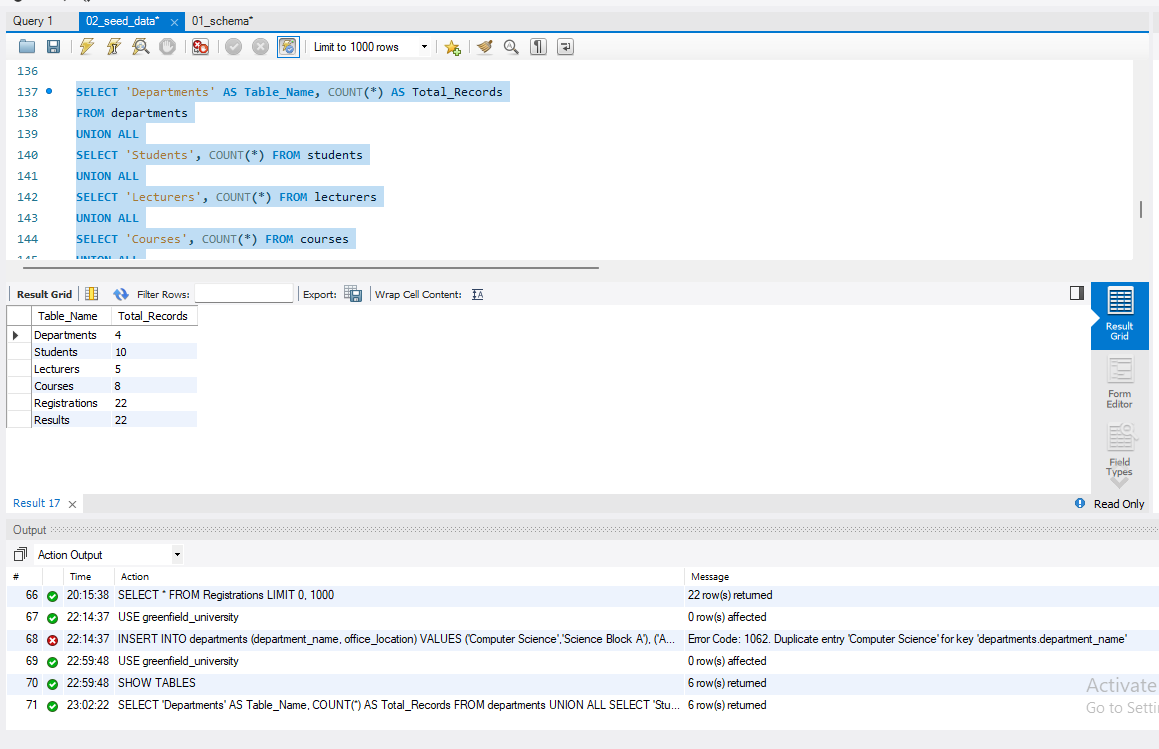 Query 1 02_seed_data* 01_schema*
Limit to 1000 rows
136
137 SELECT 'Departments' AS Table_Name, COUNT(*) AS Total_Records
138 FROM departments
139 UNION ALL
140 SELECT 'Students', COUNT(*) FROM students
141 UNION ALL
142 SELECT 'Lecturers', COUNT(*) FROM lecturers
143 UNION ALL
144 SELECT 'Courses', COUNT(*) FROM courses
145 UNION ALL
Result Grid Filter Rows: Export: Wrap Cell Content:
Table_Name Total_Records
Departments 4
Students 10
Lecturers 5
Courses 8
Registrations 22
Results 22
Result
Grid
Form
Editor
Field
Types
Result 17 Read Only
Output
Action Output
# Time Action Message
66 20:15:38 SELECT * FROM Registrations LIMIT 0, 1000 22 row(s) returned
67 22:14:37 USE greenfield_university 0 row(s) affected
68 22:14:37 INSERT INTO departments (department_name, office_location) VALUES ('Computer Science','Science Block A'), ('A... Error Code: 1062. Duplicate entry 'Computer Science' for key 'departments.department_name'
69 22:59:48 USE greenfield_university 0 row(s) affected
70 22:59:48 SHOW TABLES 6 row(s) returned
71 23:02:22 SELECT 'Departments' AS Table_Name, COUNT(*) AS Total_Records FROM departments UNION ALL SELECT 'Stu... 6 row(s) returned
Activate
Go to Setti